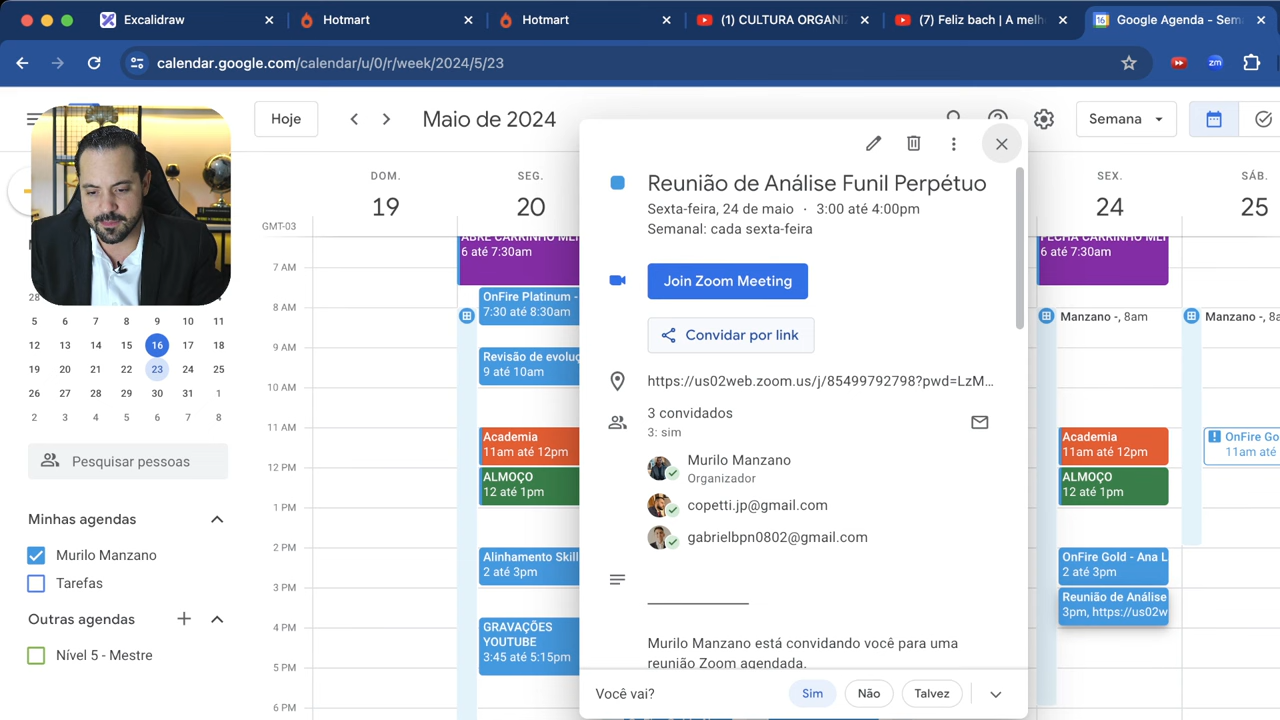 Excalidraw
Hotmart
Hotmart
(1) CULTURA ORGANIZ
(7) Feliz bach | A melh
Google Agenda - Sem
calendar.google.com/calendar/u/0/r/week/2024/5/23
zm
Hoje
Maio de 2024
Semana
DOM.
19
SEG.
20
SEX.
24
SÁB.
25
GMT-03
7 AM
8 AM
9 AM
10 AM
11 AM
12 PM
1 PM
2 PM
3 PM
4 PM
5 PM
6 PM
28 4
5 6 7 8 9 10 11
12 13 14 15 16 17 18
19 20 21 22 23 24 25
26 27 28 29 30 31 1
2 3 4 5 6 7 8
Pesquisar pessoas
Minhas agendas
Murilo Manzano
Tarefas
Outras agendas
Nível 5 - Mestre
ABRE CARRINHO MET
6 até 7:30am
OnFire Platinum -
7:30 até 8:30am
Revisão de evoluç
9 até 10am
Academia
11am até 12pm
ALMOÇO
12 até 1pm
Alinhamento Skill
2 até 3pm
GRAVAÇÕES
YOUTUBE
3:45 até 5:15pm
Reunião de Análise Funil Perpétuo
Sexta-feira, 24 de maio · 3:00 até 4:00pm
Semanal: cada sexta-feira
Join Zoom Meeting
Convidar por link
https://us02web.zoom.us/j/85499792798?pwd=LzM...
3 convidados
3: sim
Murilo Manzano
Organizador
copetti.jp@gmail.com
gabrielbpn0802@gmail.com
Murilo Manzano está convidando você para uma
reunião Zoom agendada.
Você vai?
Sim
Não
Talvez
FECHA CARRINHO MET
6 até 7:30am
Manzano -, 8am
Academia
11am até 12pm
ALMOÇO
12 até 1pm
OnFire Gold - Ana L
2 até 3pm
Reunião de Análise
3pm, https://us02w
Manzano -, 8a
OnFire Go
11am até